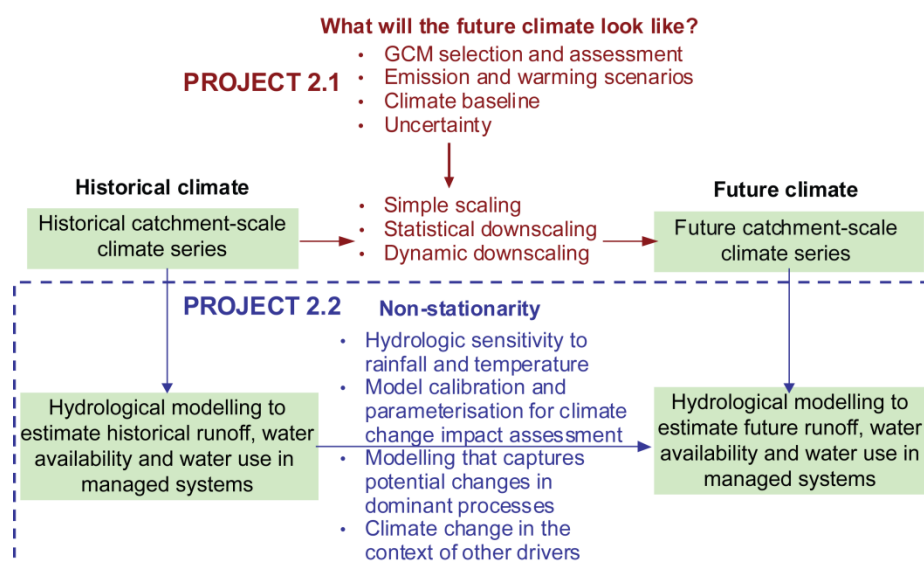 What will the future climate look like?
• GCM selection and assessment
PROJECT 2.1
• Emission and warming scenarios
• Climate baseline
• Uncertainty
Historical climate
Historical catchment-scale
climate series
• Simple scaling
• Statistical downscaling
• Dynamic downscaling
Future climate
Future catchment-scale
climate series
PROJECT 2.2
Non-stationarity
• Hydrologic sensitivity to
rainfall and temperature
• Model calibration and
parameterisation for climate
change impact assessment
• Modelling that captures
potential changes in
dominant processes
• Climate change in the
context of other drivers
Hydrological modelling to
estimate historical runoff, water
availability and water use in
managed systems
Hydrological modelling to
estimate future runoff, water
availability and water use in
managed systems